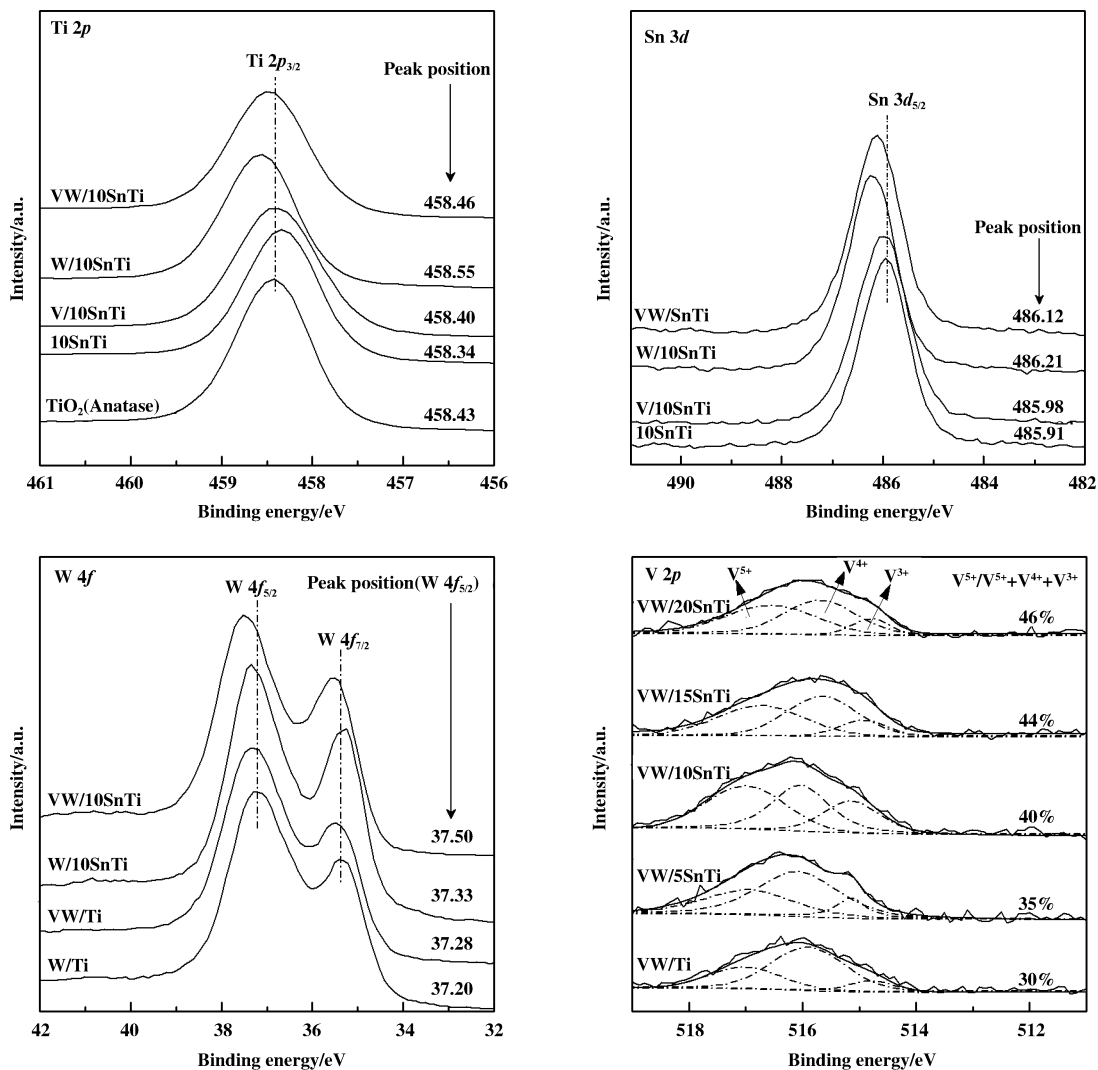 Ti 2p
Ti 2p3/2
Peak position
VW/10SnTi
458.46
W/10SnTi
458.55
V/10SnTi
458.40
10SnTi
458.34
TiO2(Anatase)
458.43
Intensity/a.u.
461 460 459 458 457 456
Binding energy/eV
Sn 3d
Sn 3d5/2
Peak position
VW/SnTi
486.12
W/10SnTi
486.21
V/10SnTi
485.98
10SnTi
485.91
Intensity/a.u.
490 488 486 484 482
Binding energy/eV
W 4f
W 4f5/2
Peak position(W 4f5/2)
W 4f7/2
VW/10SnTi
37.50
W/10SnTi
37.33
VW/Ti
37.28
W/Ti
37.20
Intensity/a.u.
42 40 38 36 34 32
Binding energy/eV
V 2p
V5+
V4+
V3+
V5+/V5++V4++V3+
VW/20SnTi
46%
VW/15SnTi
44%
VW/10SnTi
40%
VW/5SnTi
35%
VW/Ti
30%
Intensity/a.u.
518 516 514 512
Binding energy/eV